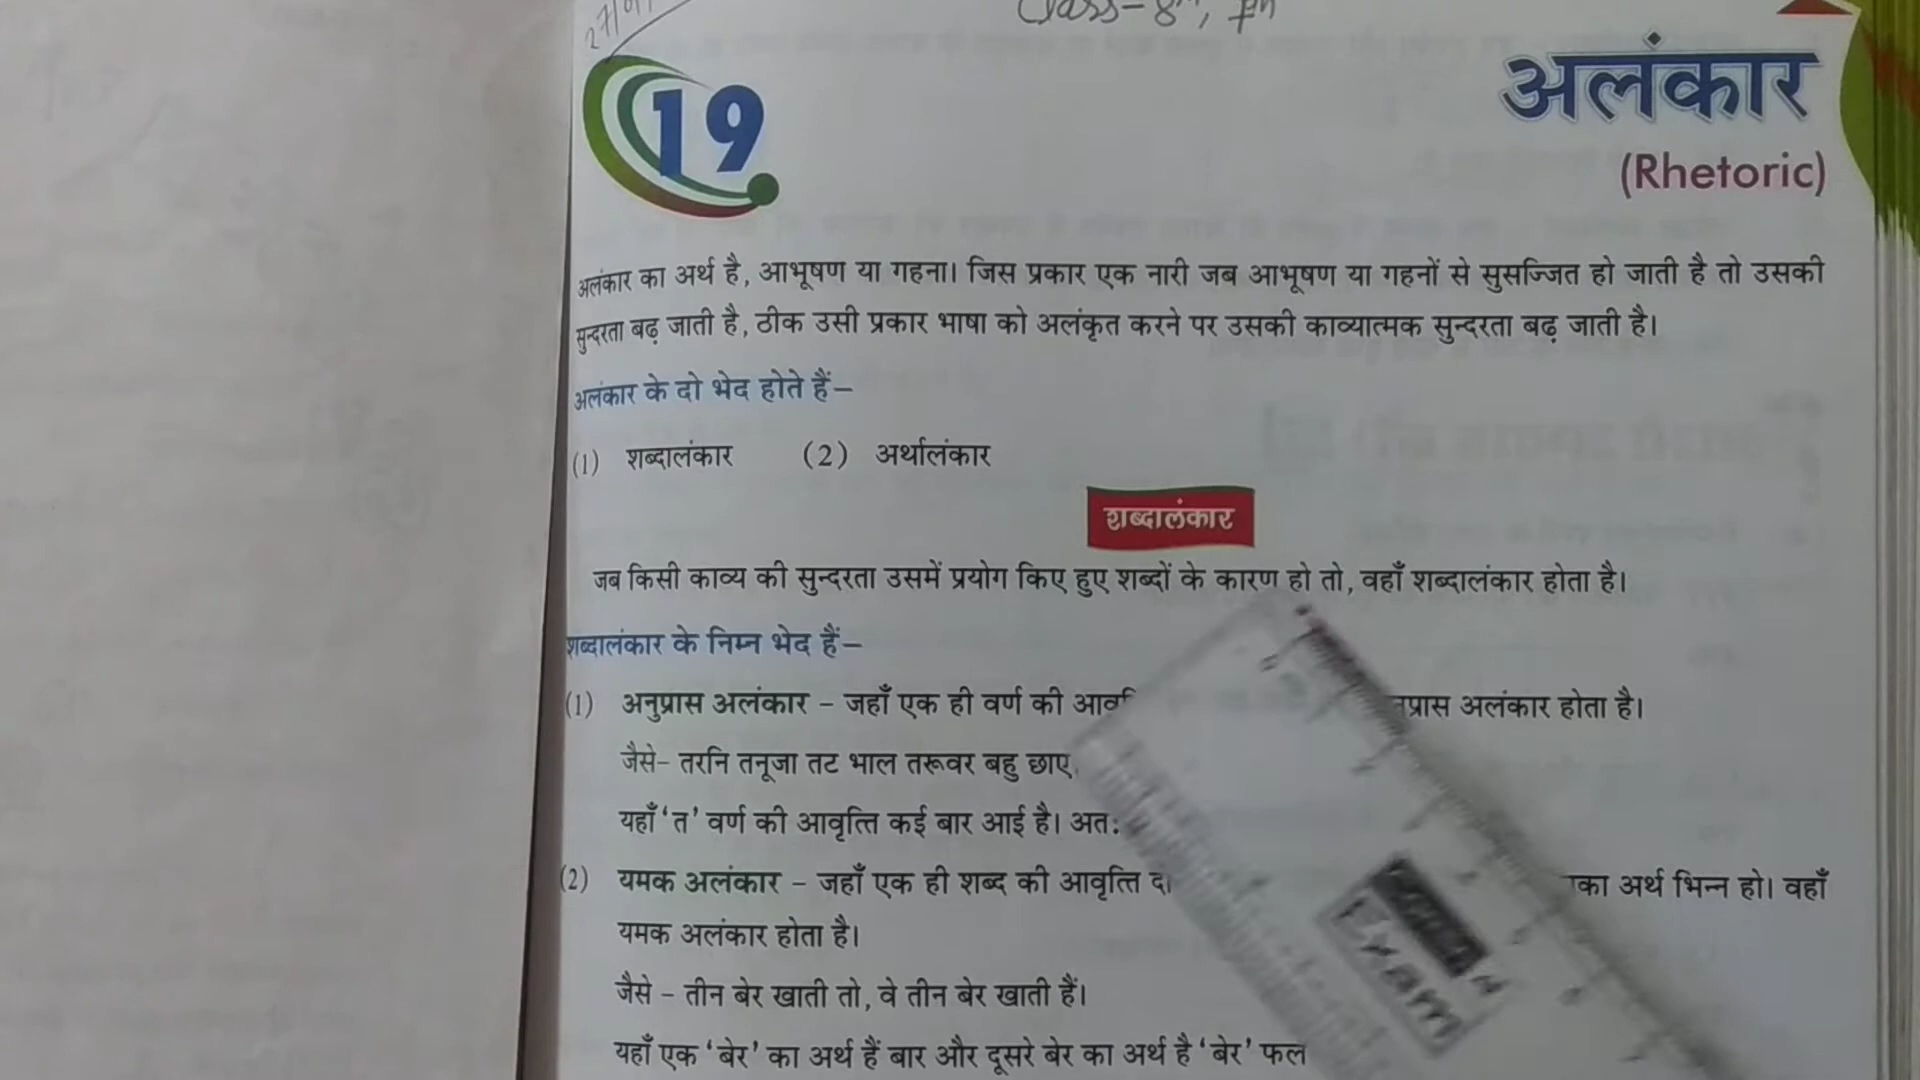 Class-8th, 7th
19
अलंकार
(Rhetoric)
अलंकार का अर्थ है, आभूषण या गहना। जिस प्रकार एक नारी जब आभूषण या गहनों से सुसज्जित हो जाती है तो उसकी
सुन्दरता बढ़ जाती है, ठीक उसी प्रकार भाषा को अलंकृत करने पर उसकी काव्यात्मक सुन्दरता बढ़ जाती है।
अलंकार के दो भेद होते हैं–
(1) शब्दालंकार (2) अर्थालंकार
शब्दालंकार
जब किसी काव्य की सुन्दरता उसमें प्रयोग किए हुए शब्दों के कारण हो तो, वहाँ शब्दालंकार होता है।
शब्दालंकार के निम्न भेद हैं–
(1) अनुप्रास अलंकार – जहाँ एक ही वर्ण की अलंकार होता है।
जैसे– तरनि तनूजा तट भाल तरूवर बहु छाए
यहाँ ‘त’ वर्ण की आवृत्ति कई बार आई है। अतः
(2) यमक अलंकार – जहाँ एक ही शब्द की आवृत्ति अर्थ भिन्न हो। वहाँ
यमक अलंकार होता है।
जैसे – तीन बेर खाती तो, वे तीन बेर खाती हैं।
यहाँ एक ‘बेर’ का अर्थ हैं बार और दूसरे बेर का अर्थ है ‘बेर’ फल
Exam